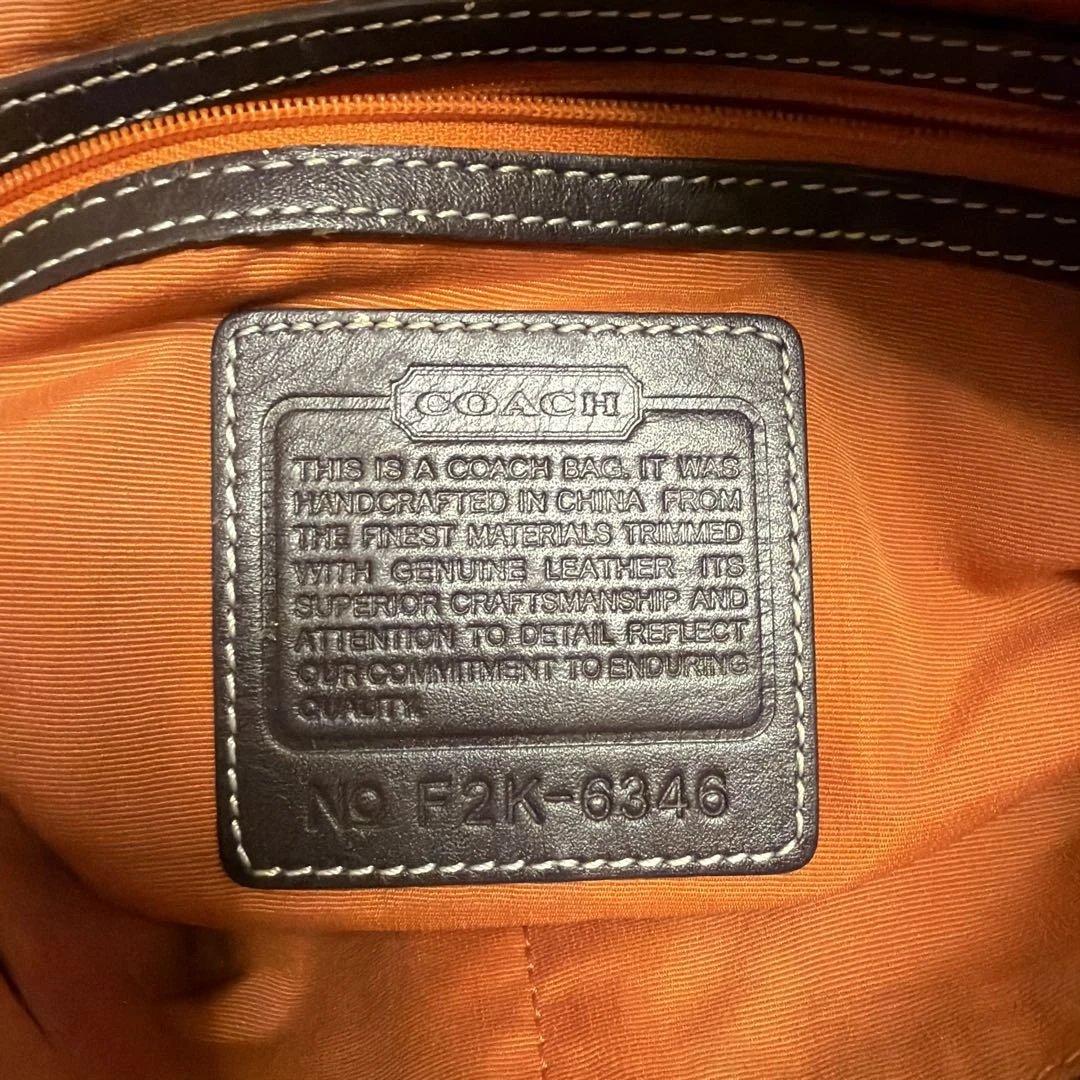 COACH
THIS IS A COACH BAG. IT WAS
HANDCRAFTED IN CHINA FROM
THE FINEST MATERIALS TRIMMED
WITH GENUINE LEATHER. ITS
SUPERIOR CRAFTSMANSHIP AND
ATTENTION TO DETAIL REFLECT
OUR COMMITMENT TO ENDURING
QUALITY.
NO F2K-6346